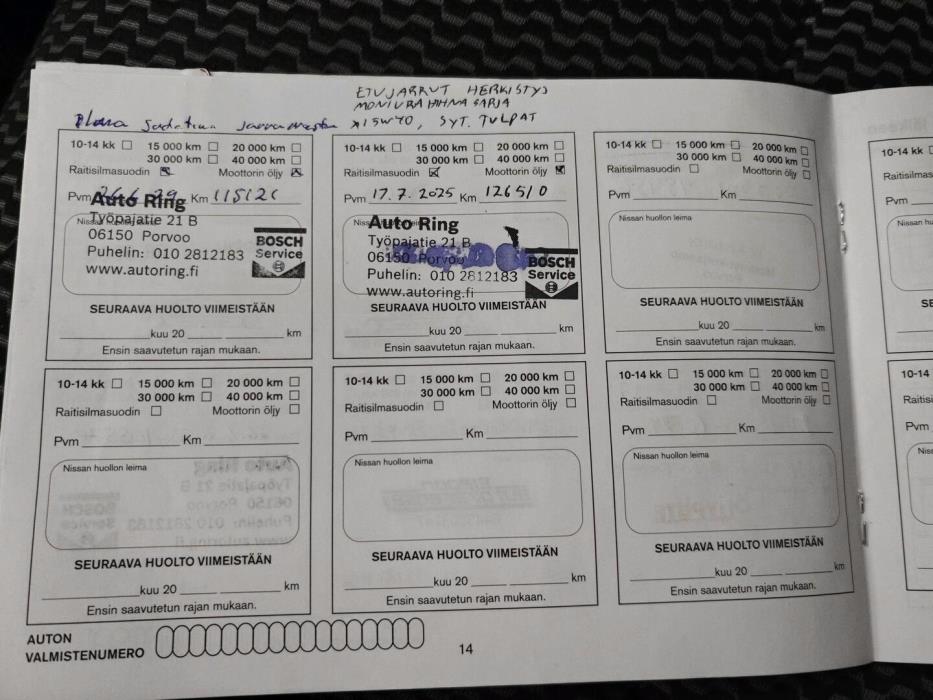 ETUJARRUT HERKISTYS
MONIURAHIHNASARJA
5W40, SYT. TULPAT
10-14 kk 15 000 km 20 000 km
30 000 km 40 000 km
Raitisilmasuodin Moottorin öljy
Pvm Km
Auto Ring
Nissan
Työpajatie 21 B
06150 Porvoo
Puhelin: 010 2812183
www.autoring.fi
BOSCH
Service
SEURAAVA HUOLTO VIIMEISTÄÄN
kuu 20 km
Ensin saavutetun rajan mukaan.
10-14 kk 15 000 km 20 000 km
30 000 km 40 000 km
Raitisilmasuodin Moottorin öljy
Pvm 17.7.2025 Km 126510
Auto Ring
Työpajatie 21 B
06150 Porvoo
Puhelin: 010 2812183
www.autoring.fi
BOSCH
Service
SEURAAVA HUOLTO VIIMEISTÄÄN
kuu 20 km
Ensin saavutetun rajan mukaan.
10-14 kk 15 000 km 20 000 km
30 000 km 40 000 km
Raitisilmasuodin Moottorin öljy
Pvm Km
Nissan huollon leima
SEURAAVA HUOLTO VIIMEISTÄÄN
kuu 20 km
Ensin saavutetun rajan mukaan.
10-14 kk 15 000 km 20 000 km
30 000 km 40 000 km
Raitisilmasuodin Moottorin öljy
Pvm Km
Nissan huollon leima
SEURAAVA HUOLTO VIIMEISTÄÄN
kuu 20 km
Ensin saavutetun rajan mukaan.
10-14 kk 15 000 km 20 000 km
30 000 km 40 000 km
Raitisilmasuodin Moottorin öljy
Pvm Km
Nissan huollon leima
SEURAAVA HUOLTO VIIMEISTÄÄN
kuu 20 km
Ensin saavutetun rajan mukaan.
10-14 kk 15 000 km 20 000 km
30 000 km 40 000 km
Raitisilmasuodin Moottorin öljy
Pvm Km
Nissan huollon leima
SEURAAVA HUOLTO VIIMEISTÄÄN
kuu 20 km
Ensin saavutetun rajan mukaan.
AUTON
VALMISTENUMERO
14
10-14 k
Raitisilmas
Pvm
SE
10-14
Raitis
Pvm